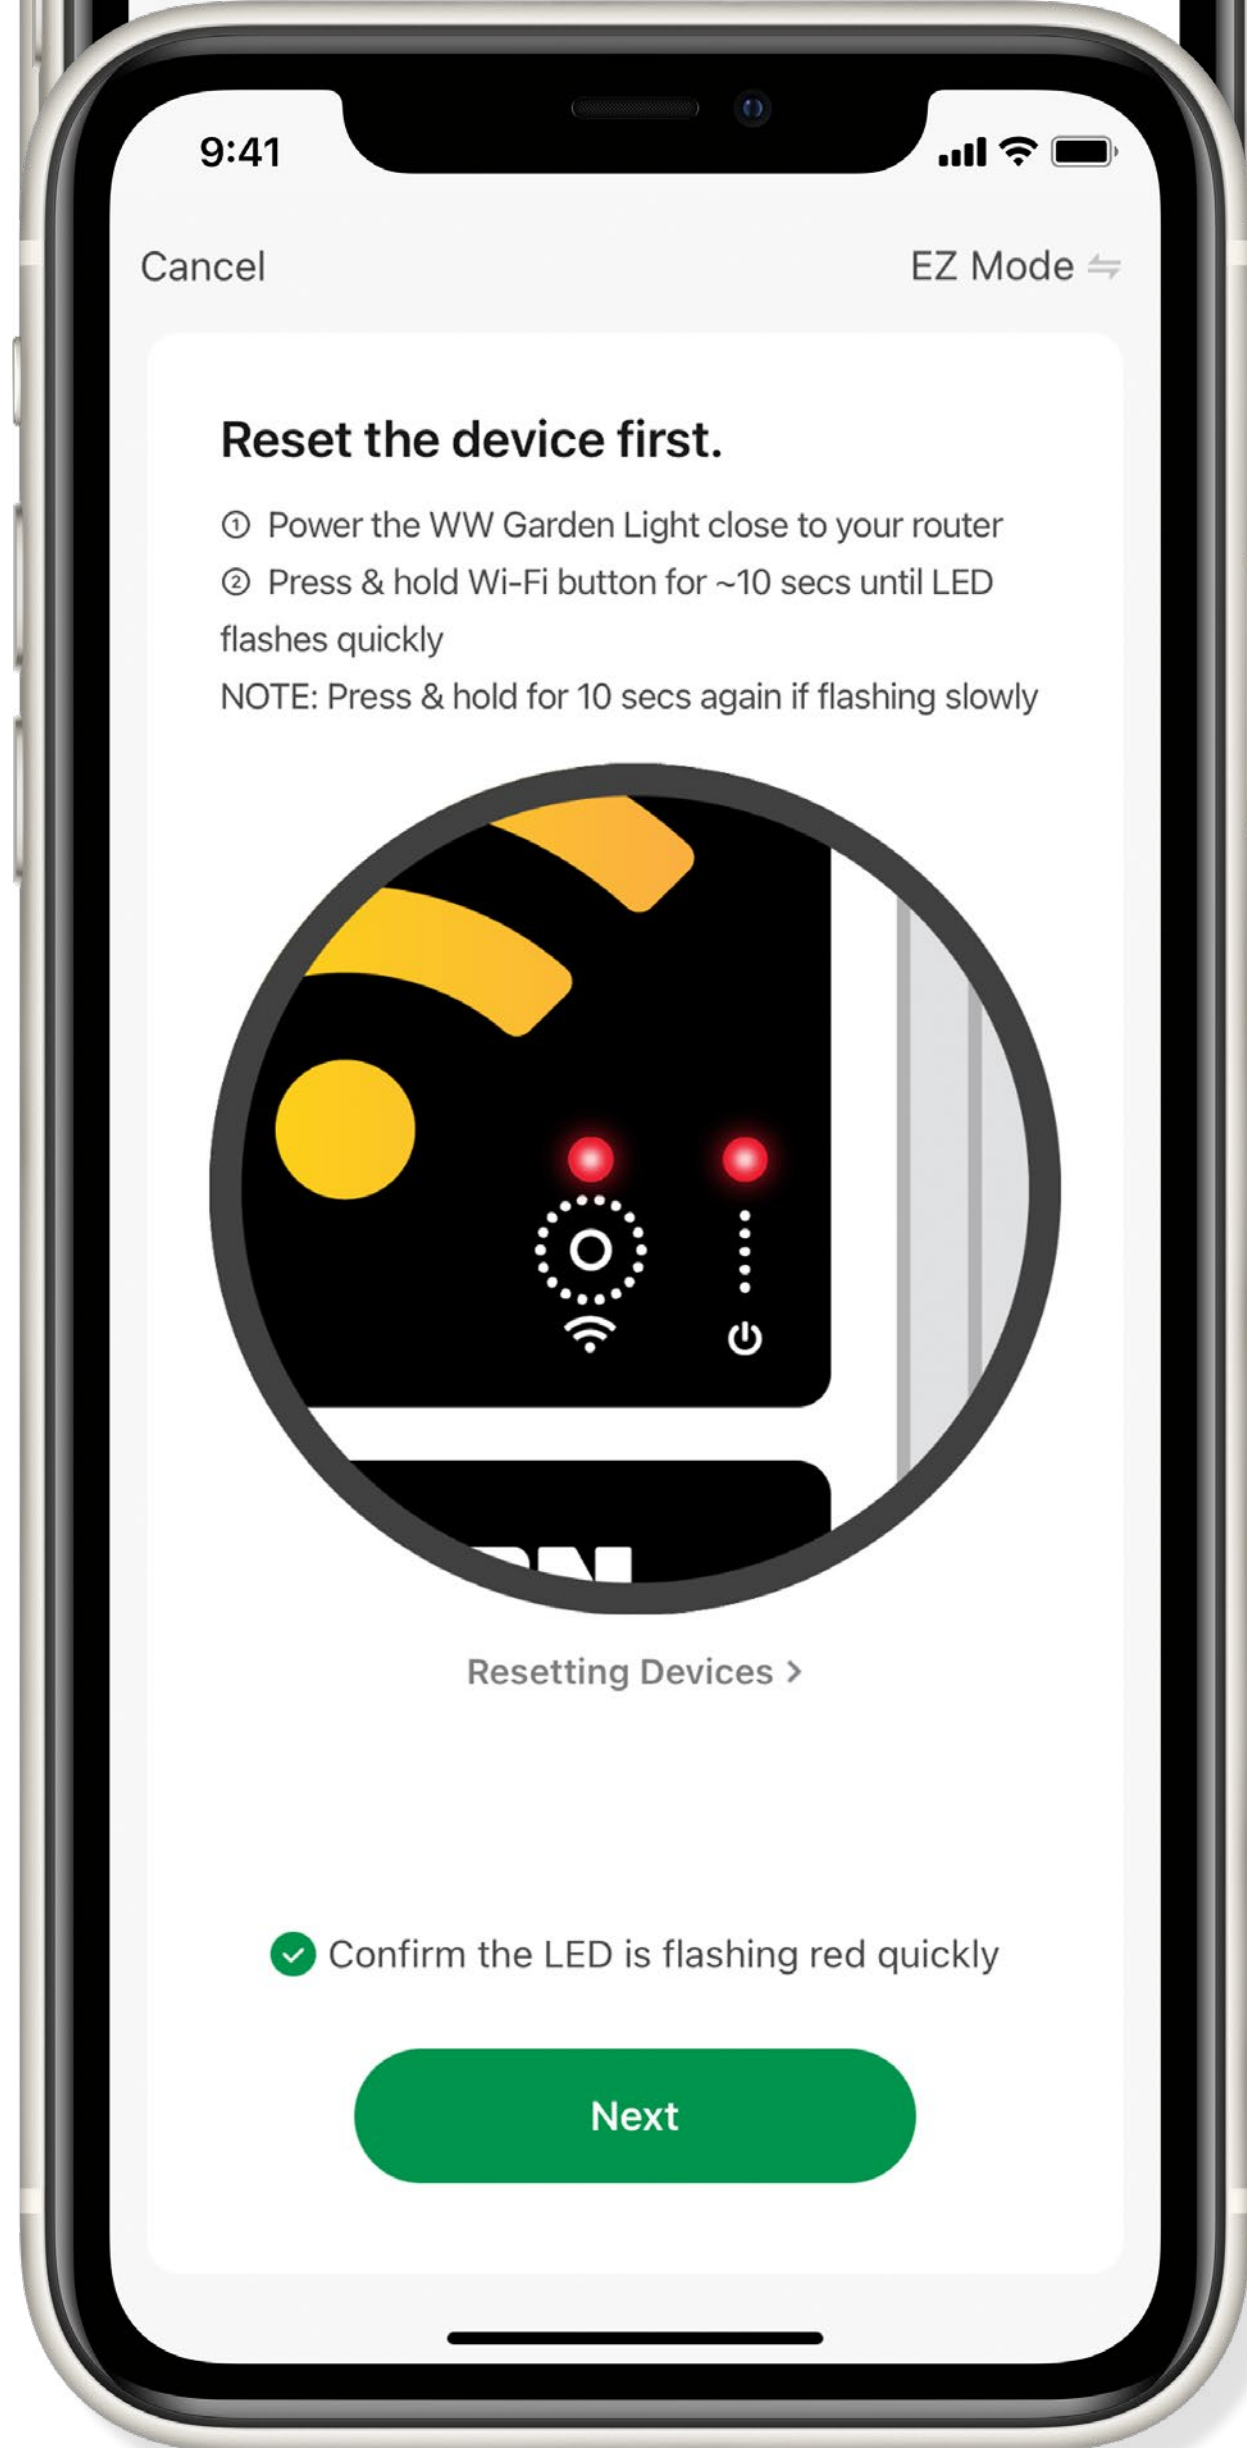 9:41
Cancel
EZ Mode
Reset the device first.
① Power the WW Garden Light close to your router
② Press & hold Wi-Fi button for ~10 secs until LED
flashes quickly
NOTE: Press & hold for 10 secs again if flashing slowly
Resetting Devices >
Confirm the LED is flashing red quickly
Next